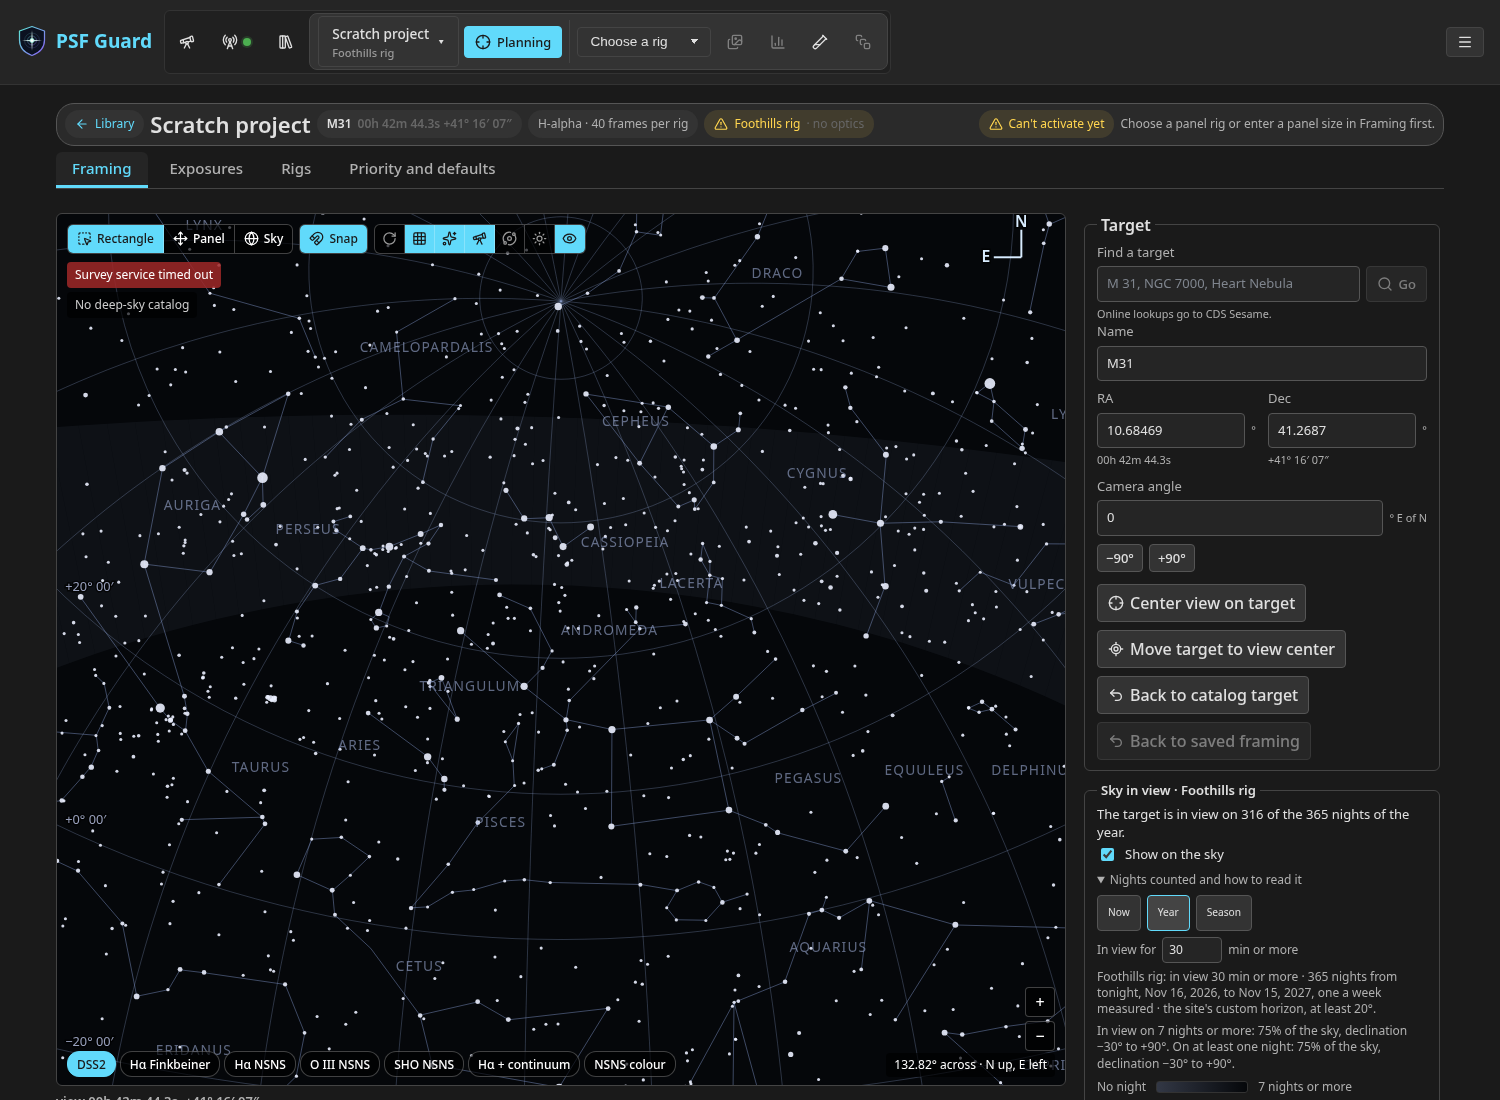 PSF Guard
Scratch project
Foothills rig
Planning
Choose a rig
Library
Scratch project
M31 00h 42m 44.3s +41° 16′ 07″
H-alpha · 40 frames per rig
Foothills rig · no optics
Can't activate yet
Choose a panel rig or enter a panel size in Framing first.
Framing
Exposures
Rigs
Priority and defaults
LYNX
Rectangle
Panel
Sky
Snap
Survey service timed out
No deep-sky catalog
N
E
DRACO
CAMELOPARDALIS
CEPHEUS
LY
CYGNUS
AURIGA
PERSEUS
CASSIOPEIA
LACERTA
VULPEC
+20° 00′
ANDROMEDA
TRIANGULUM
ARIES
TAURUS
PEGASUS
EQUULEUS
DELPHINU
+0° 00′
PISCES
AQUARIUS
CETUS
−20° 00′
ERIDANUS
+
−
DSS2
Hα Finkbeiner
Hα NSNS
O III NSNS
SHO NSNS
Hα + continuum
NSNS colour
132.82° across · N up, E left
Target
Find a target
M 31, NGC 7000, Heart Nebula
Go
Online lookups go to CDS Sesame.
Name
M31
RA
Dec
10.68469 °
41.2687 °
00h 42m 44.3s
+41° 16′ 07″
Camera angle
0 ° E of N
−90°
+90°
Center view on target
Move target to view center
Back to catalog target
Back to saved framing
Sky in view · Foothills rig
The target is in view on 316 of the 365 nights of the
year.
Show on the sky
Nights counted and how to read it
Now
Year
Season
In view for 30 min or more
Foothills rig: in view 30 min or more · 365 nights from
tonight, Nov 16, 2026, to Nov 15, 2027, one a week
measured · the site's custom horizon, at least 20°.
In view on 7 nights or more: 75% of the sky, declination
−30° to +90°. On at least one night: 75% of the sky,
declination −30° to +90°.
No night
7 nights or more